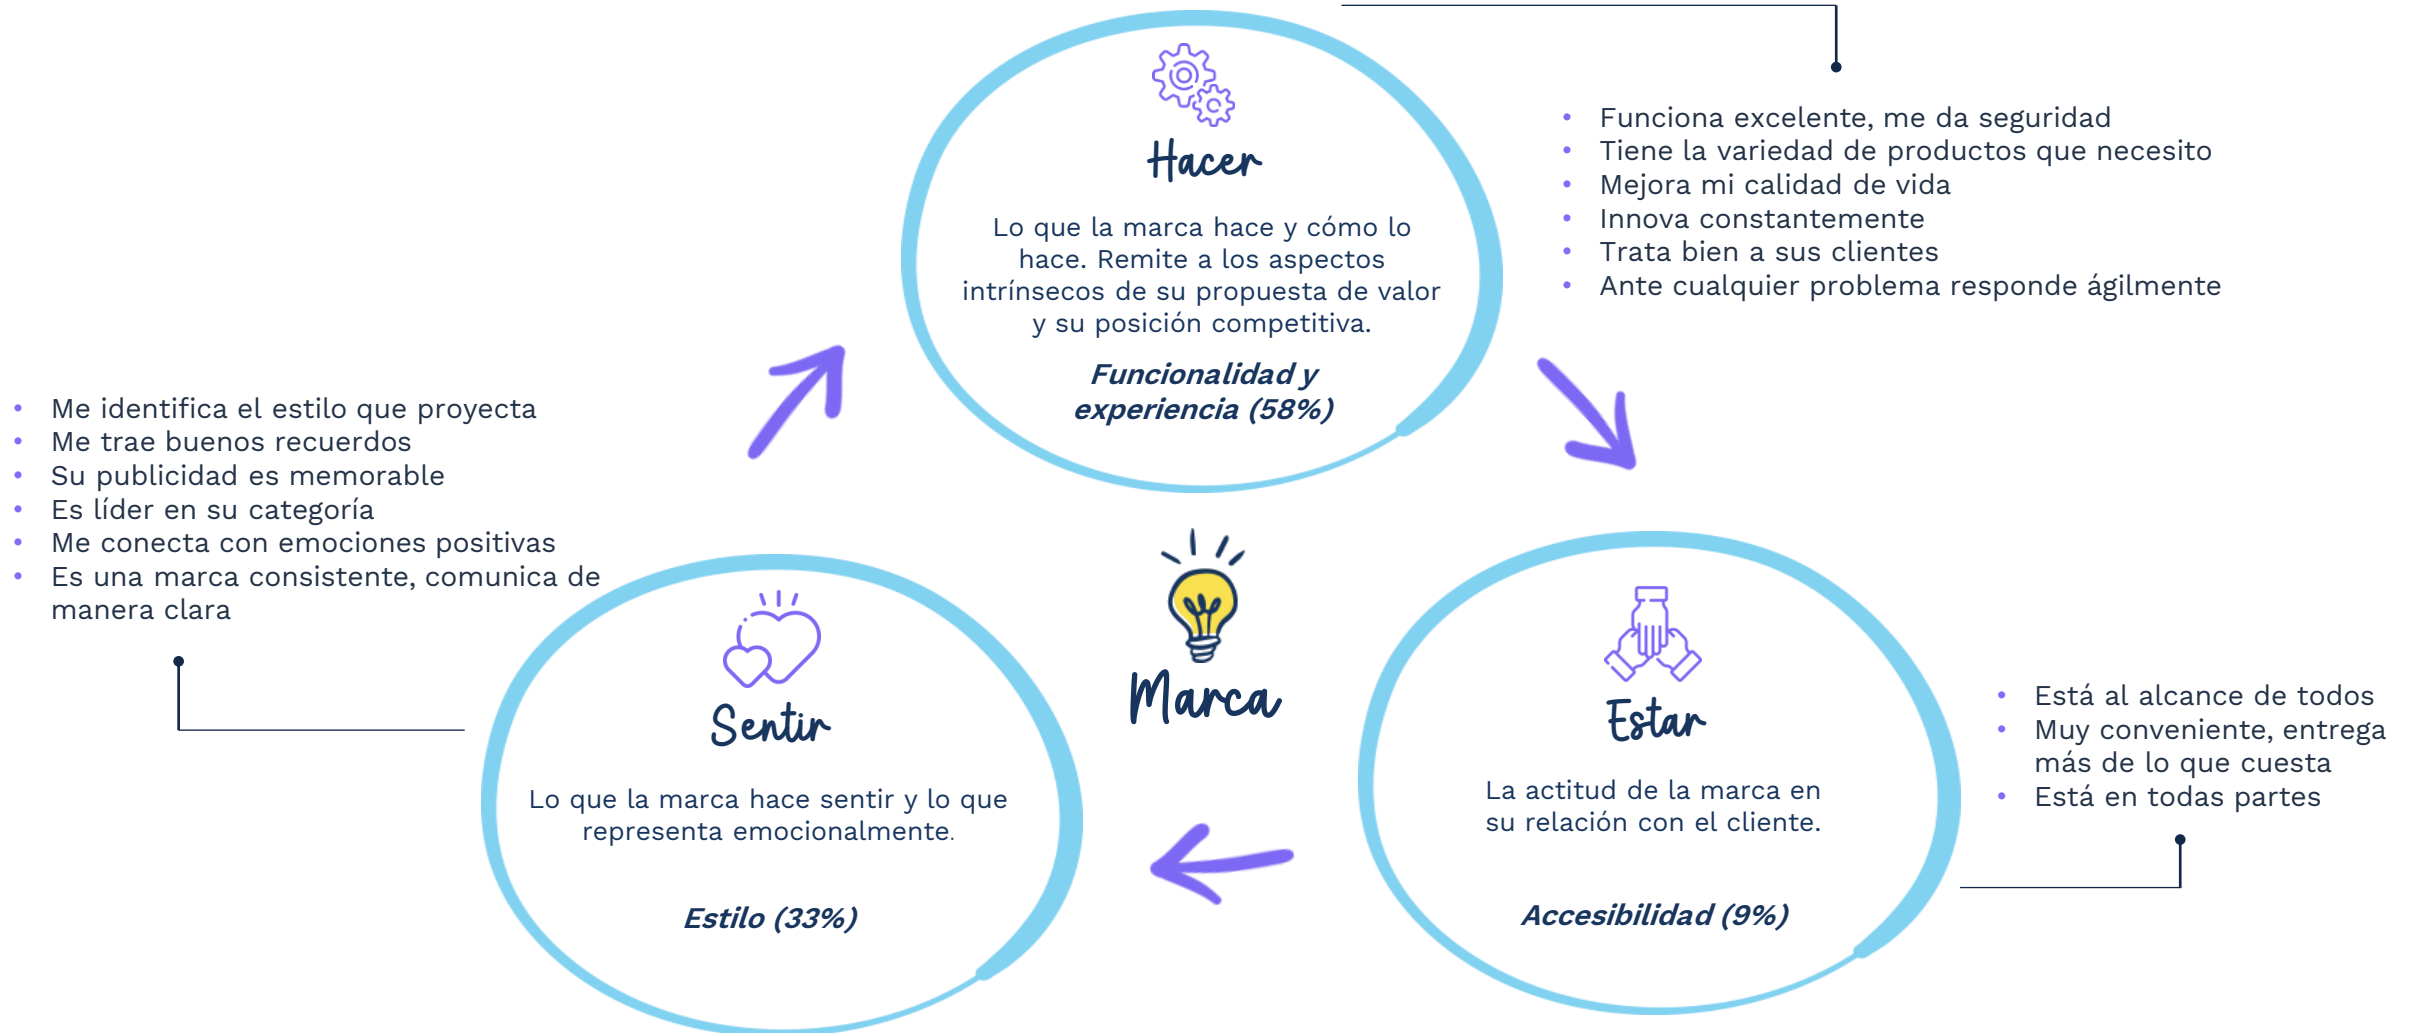 Hacer
Lo que la marca hace y cómo lo
hace. Remite a los aspectos
intrínsecos de su propuesta de valor
y su posición competitiva.
Funcionalidad y
experiencia (58%)
• Funciona excelente, me da seguridad
• Tiene la variedad de productos que necesito
• Mejora mi calidad de vida
• Innova constantemente
• Trata bien a sus clientes
• Ante cualquier problema responde ágilmente
• Me identifica el estilo que proyecta
• Me trae buenos recuerdos
• Su publicidad es memorable
• Es líder en su categoría
• Me conecta con emociones positivas
• Es una marca consistente, comunica de
manera clara
Sentir
Lo que la marca hace sentir y lo que
representa emocionalmente.
Estilo (33%)
Marca
Estar
La actitud de la marca en
su relación con el cliente.
Accesibilidad (9%)
• Está al alcance de todos
• Muy conveniente, entrega
más de lo que cuesta
• Está en todas partes